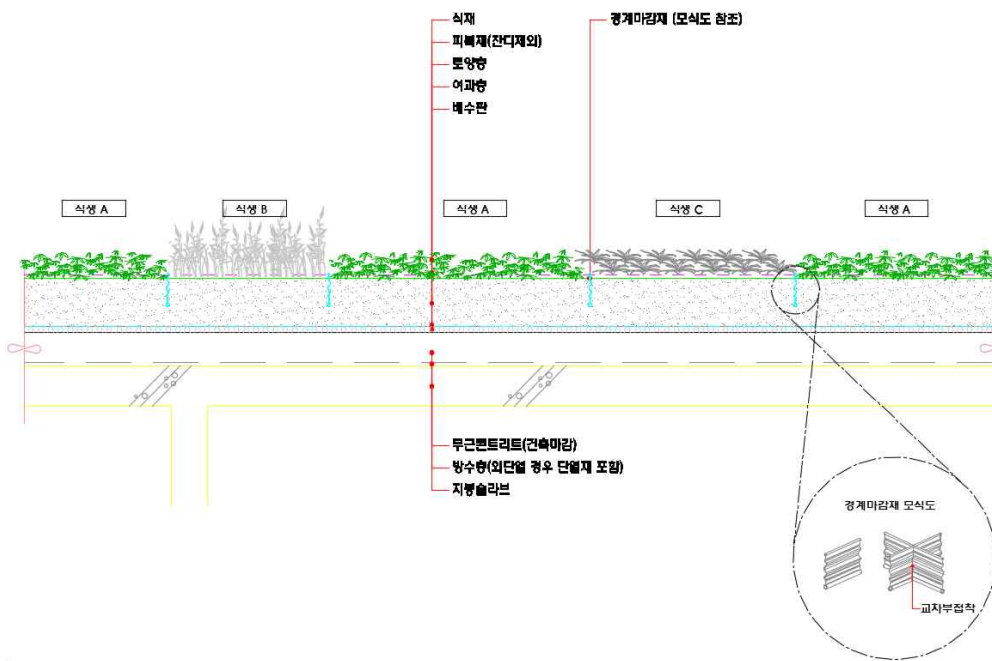 식재
피복재(잔디제외)
토양층
여과층
배수판
경계마감재 (모식도 참조)
식생 A
식생 B
식생 A
식생 C
식생 A
무근콘트리트(건축마감)
방수층(외단열 경우 단열재 포함)
지붕슬라브
경계마감재 모식도
교차부접착